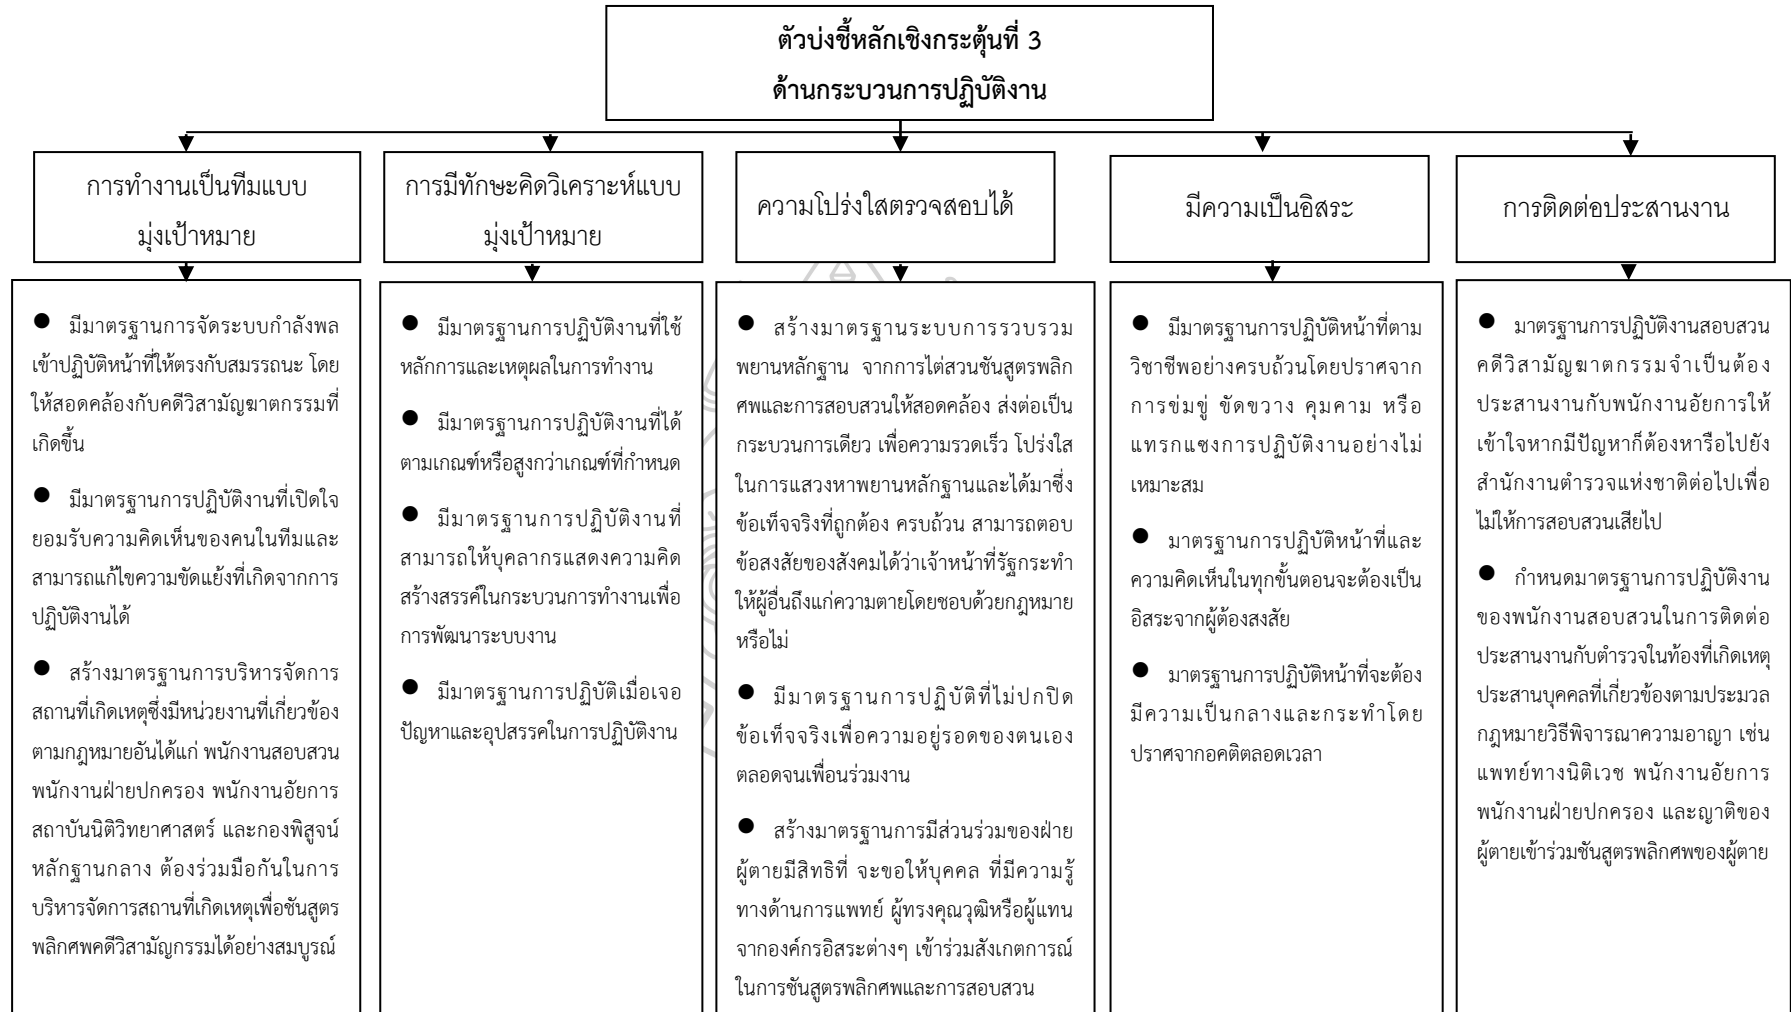 ตัวบ่งชี้หลักเชิงกระตุ้นที่ 3
ด้านกระบวนการปฏิบัติงาน
การทำงานเป็นทีมแบบ
มุ่งเป้าหมาย
การมีทักษะคิดวิเคราะห์แบบ
มุ่งเป้าหมาย
ความโปร่งใสตรวจสอบได้
มีความเป็นอิสระ
การติดต่อประสานงาน
● มีมาตรฐานการจัดระบบกำลังพล
เข้าปฏิบัติหน้าที่ให้ตรงกับสมรรถนะ โดย
ให้สอดคล้องกับคดีวิสามัญฆาตกรรมที่
เกิดขึ้น
● มีมาตรฐานการปฏิบัติงานที่เปิดใจ
ยอมรับความคิดเห็นของคนในทีมและ
สามารถแก้ไขความขัดแย้งที่เกิดจากการ
ปฏิบัติงานได้
● สร้างมาตรฐานการบริหารจัดการ
สถานที่เกิดเหตุซึ่งมีหน่วยงานที่เกี่ยวข้อง
ตามกฎหมายอันได้แก่ พนักงานสอบสวน
พนักงานฝ่ายปกครอง พนักงานอัยการ
สถาบันนิติวิทยาศาสตร์ และกองพิสูจน์
หลักฐานกลาง ต้องร่วมมือกันในการ
บริหารจัดการสถานที่เกิดเหตุเพื่อชันสูตร
พลิกศพคดีวิสามัญกรรมได้อย่างสมบูรณ์
● มีมาตรฐานการปฏิบัติงานที่ใช้
หลักการและเหตุผลในการทำงาน
● มีมาตรฐานการปฏิบัติงานที่ได้
ตามเกณฑ์หรือสูงกว่าเกณฑ์ที่กำหนด
● มีมาตรฐานการปฏิบัติงานที่
สามารถให้บุคลากรแสดงความคิด
สร้างสรรค์ในกระบวนการทำงานเพื่อ
การพัฒนาระบบงาน
● มีมาตรฐานการปฏิบัติเมื่อเจอ
ปัญหาและอุปสรรคในการปฏิบัติงาน
● สร้างมาตรฐานระบบการรวบรวม
พยานหลักฐาน จากการไต่สวนชันสูตรพลิก
ศพและการสอบสวนให้สอดคล้อง ส่งต่อเป็น
กระบวนการเดียว เพื่อความรวดเร็ว โปร่งใส
ในการแสวงหาพยานหลักฐานและได้มาซึ่ง
ข้อเท็จจริงที่ถูกต้อง ครบถ้วน สามารถตอบ
ข้อสงสัยของสังคมได้ว่าเจ้าหน้าที่รัฐกระทำ
ให้ผู้อื่นถึงแก่ความตายโดยชอบด้วยกฎหมาย
หรือไม่
● มีมาตรฐานการปฏิบัติที่ไม่ปกปิด
ข้อเท็จจริงเพื่อความอยู่รอดของตนเอง
ตลอดจนเพื่อนร่วมงาน
● สร้างมาตรฐานการมีส่วนร่วมของฝ่าย
ผู้ตายมีสิทธิที่ จะขอให้บุคคล ที่มีความรู้
ทางด้านการแพทย์ ผู้ทรงคุณวุฒิหรือผู้แทน
จากองค์กรอิสระต่างๆ เข้าร่วมสังเกตการณ์
ในการชันสูตรพลิกศพและการสอบสวน
● มีมาตรฐานการปฏิบัติหน้าที่ตาม
วิชาชีพอย่างครบถ้วนโดยปราศจาก
การข่มขู่ ขัดขวาง คุมคาม หรือ
แทรกแซงการปฏิบัติงานอย่างไม่
เหมาะสม
● มาตรฐานการปฏิบัติหน้าที่และ
ความคิดเห็นในทุกขั้นตอนจะต้องเป็น
อิสระจากผู้ต้องสงสัย
● มาตรฐานการปฏิบัติหน้าที่จะต้อง
มีความเป็นกลางและกระทำโดย
ปราศจากอคติตลอดเวลา
● มาตรฐานการปฏิบัติงานสอบสวน
คดีวิสามัญฆาตกรรมจำเป็นต้อง
ประสานงานกับพนักงานอัยการให้
เข้าใจหากมีปัญหาก็ต้องหารือไปยัง
สำนักงานตำรวจแห่งชาติต่อไปเพื่อ
ไม่ให้การสอบสวนเสียไป
● กำหนดมาตรฐานการปฏิบัติงาน
ของพนักงานสอบสวนในการติดต่อ
ประสานงานกับตำรวจในท้องที่เกิดเหตุ
ประสานบุคคลที่เกี่ยวข้องตามประมวล
กฎหมายวิธีพิจารณาความอาญา เช่น
แพทย์ทางนิติเวช พนักงานอัยการ
พนักงานฝ่ายปกครอง และญาติของ
ผู้ตายเข้าร่วมชันสูตรพลิกศพของผู้ตาย